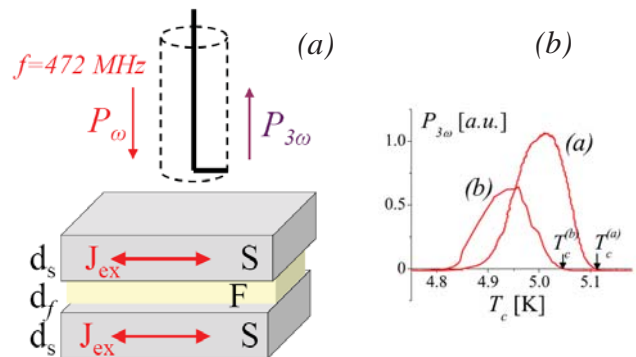 (a)
f=472 MHz
Pω
P3ω
ds
Jex
S
df
F
ds
Jex
S
(b)
P3ω [a.u.]
1.0
(a)
(b)
0.5
Tc(b)
Tc(a)
0
4.8
4.9
5.0
5.1
Tc [K]